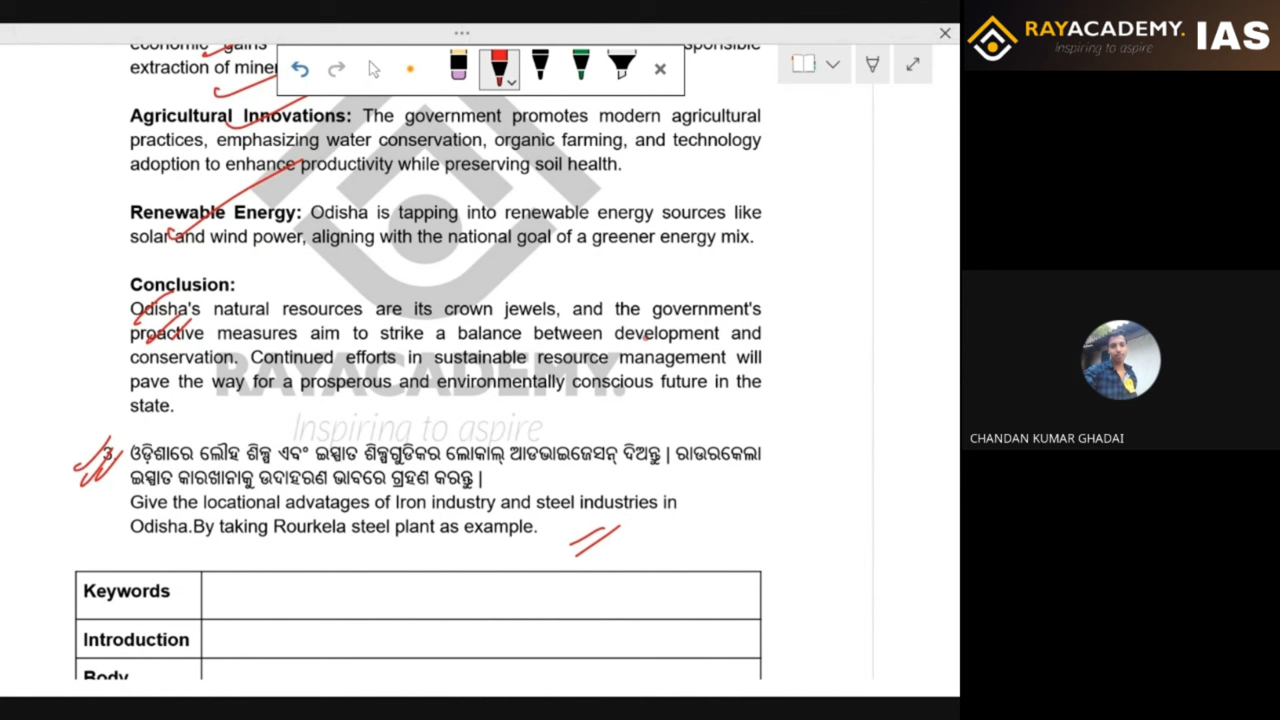 RAYACADEMY. IAS
inspiring to aspire
economic gains
extraction of miner
Agricultural Innovations: The government promotes modern agricultural
practices, emphasizing water conservation, organic farming, and technology
adoption to enhance productivity while preserving soil health.
Renewable Energy: Odisha is tapping into renewable energy sources like
solar and wind power, aligning with the national goal of a greener energy mix.
Conclusion:
Odisha's natural resources are its crown jewels, and the government's
proactive measures aim to strike a balance between development and
conservation. Continued efforts in sustainable resource management will
pave the way for a prosperous and environmentally conscious future in the
state.
RAYACADEMY.
Inspiring to aspire
3. ଓଡ଼ିଶାରେ ଲୌହ ଶିଳ୍ପ ଏବଂ ଇସ୍ପାତ ଶିଳ୍ପଗୁଡିକର ଲୋକାଲ୍ ଆଡଭାଇଜେସନ୍ ଦିଅନ୍ତୁ | ରାଉରକେଲା
ଇସ୍ପାତ କାରଖାନାକୁ ଉଦାହରଣ ଭାବରେ ଗ୍ରହଣ କରନ୍ତୁ |
Give the locational advatages of Iron industry and steel industries in
Odisha.By taking Rourkela steel plant as example.
Keywords
Introduction
Body
CHANDAN KUMAR GHADAI